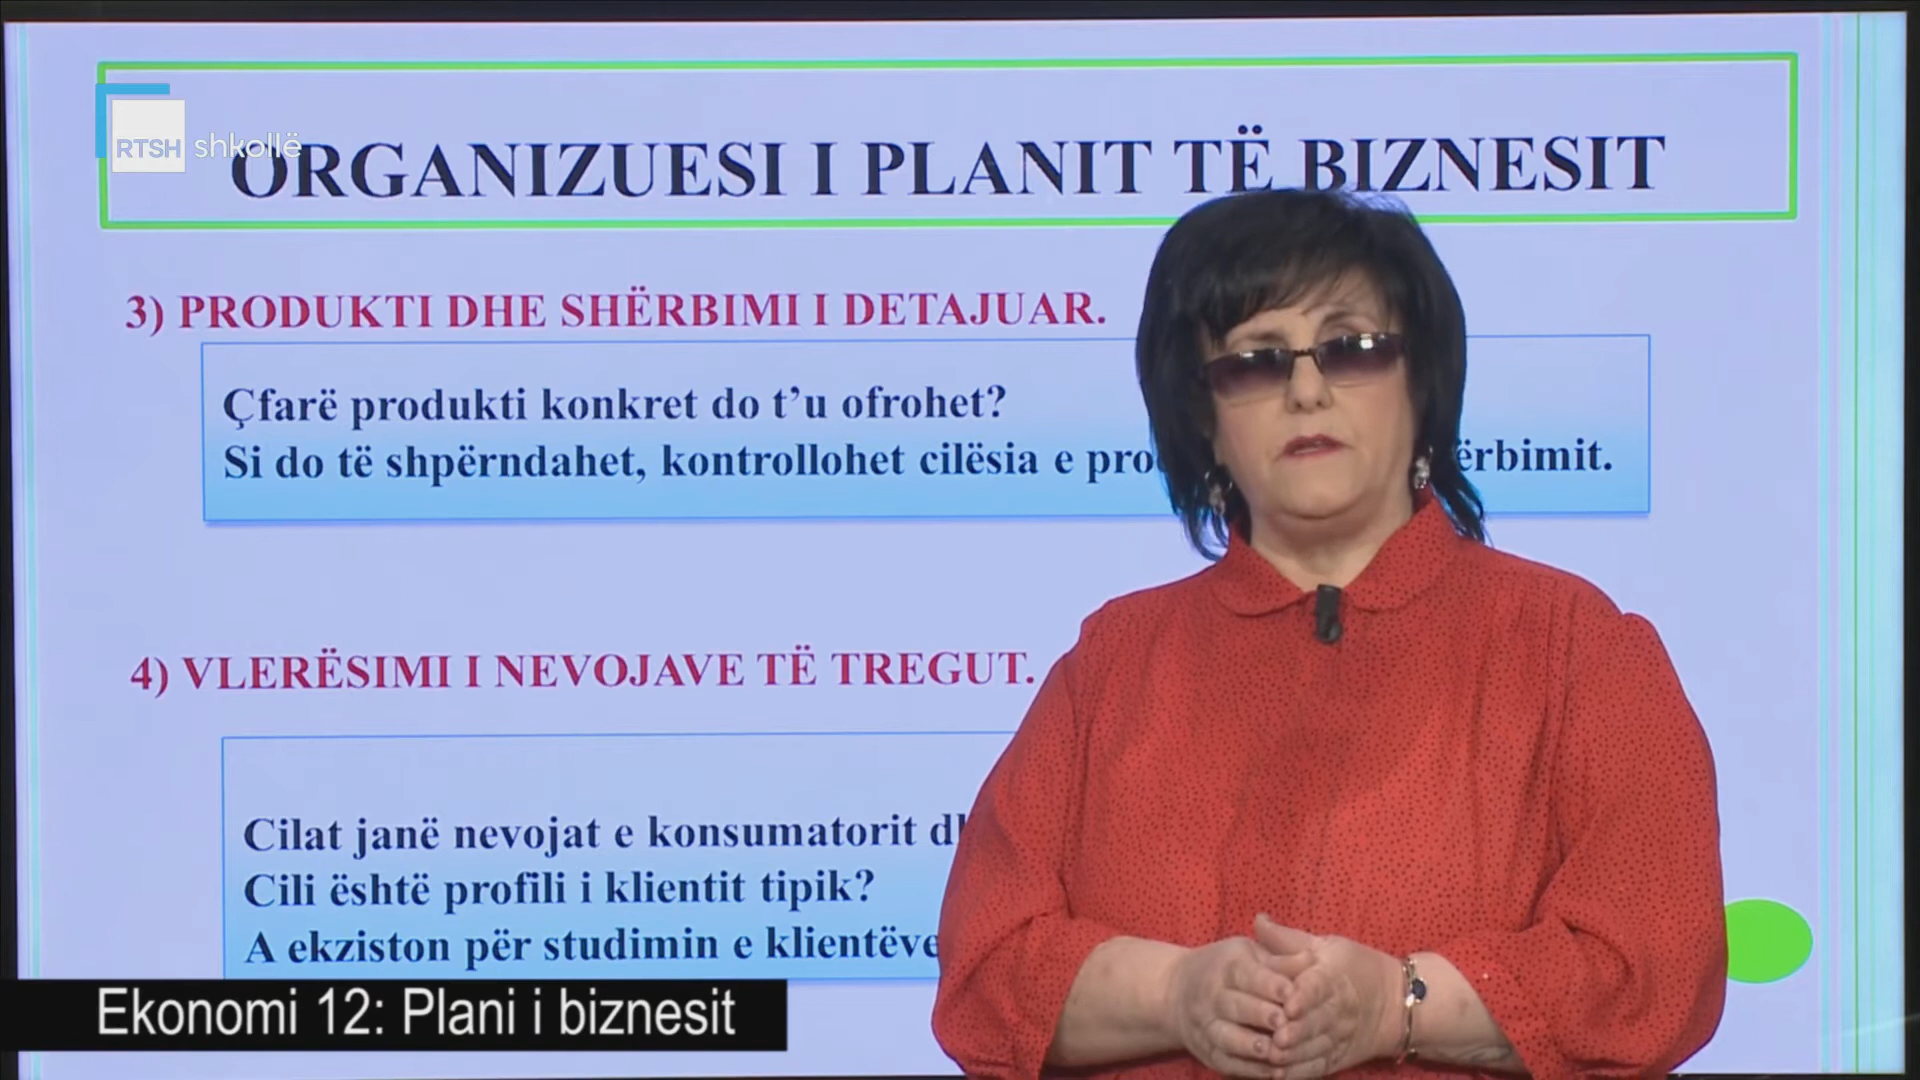 RTSH shkollë
ORGANIZUESI I PLANIT TË BIZNESIT
3) PRODUKTI DHE SHËRBIMI I DETAJUAR.
Çfarë produkti konkret do t’u ofrohet?
Si do të shpërndahet, kontrollohet cilësia e
4) VLERËSIMI I NEVOJAVE TË TREGUT.
Cilat janë nevojat e konsumatorit
Cili është profili i klientit tipik?
A ekziston për studimin e klientëve
Ekonomi 12: Plani i biznesit